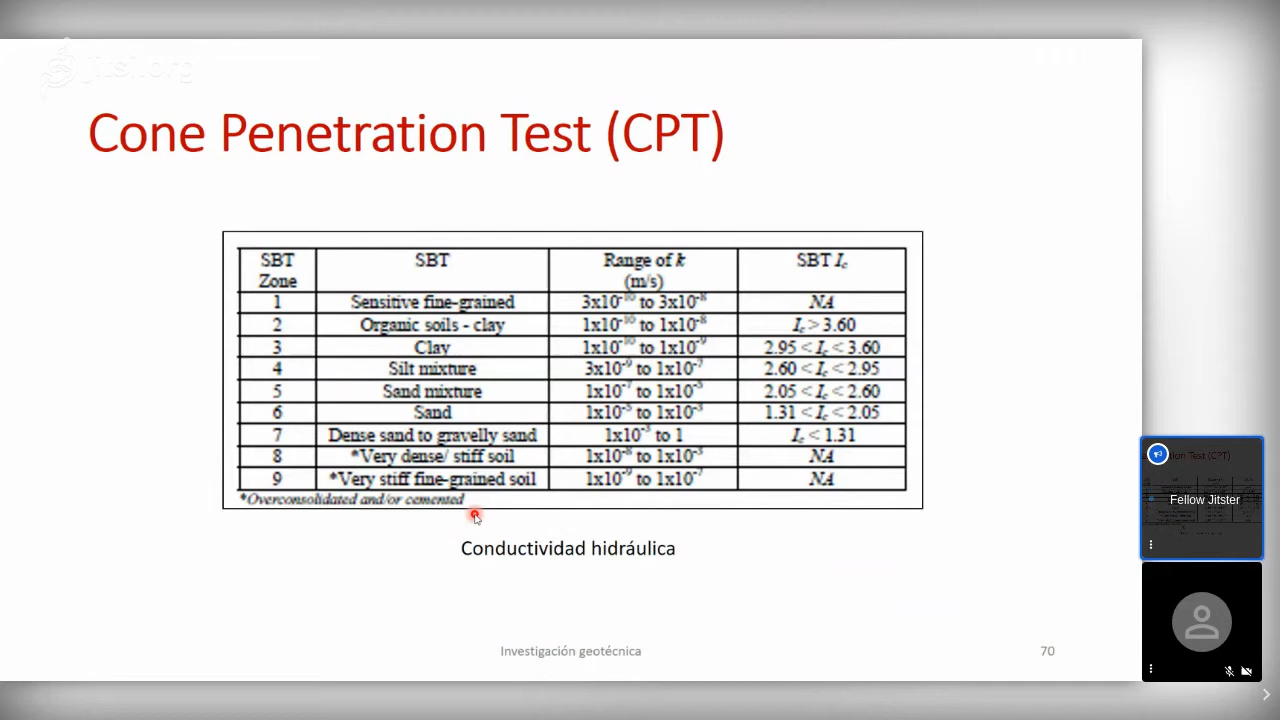 jitsi.org
Cone Penetration Test (CPT)
SBT Zone SBT Range of k (m/s) SBT Ic
1 Sensitive fine-grained 3x10⁻¹⁰ to 3x10⁻⁸ NA
2 Organic soils - clay 1x10⁻¹⁰ to 1x10⁻⁸ Ic > 3.60
3 Clay 1x10⁻¹⁰ to 1x10⁻⁹ 2.95 < Ic < 3.60
4 Silt mixture 3x10⁻⁹ to 1x10⁻⁷ 2.60 < Ic < 2.95
5 Sand mixture 1x10⁻⁷ to 1x10⁻⁵ 2.05 < Ic < 2.60
6 Sand 1x10⁻⁵ to 1x10⁻³ 1.31 < Ic < 2.05
7 Dense sand to gravelly sand 1x10⁻³ to 1 Ic < 1.31
8 *Very dense/ stiff soil 1x10⁻⁸ to 1x10⁻³ NA
9 *Very stiff fine-grained soil 1x10⁻⁹ to 1x10⁻⁷ NA
*Overconsolidated and/or cemented
Conductividad hidráulica
Investigación geotécnica
70
Fellow Jitster